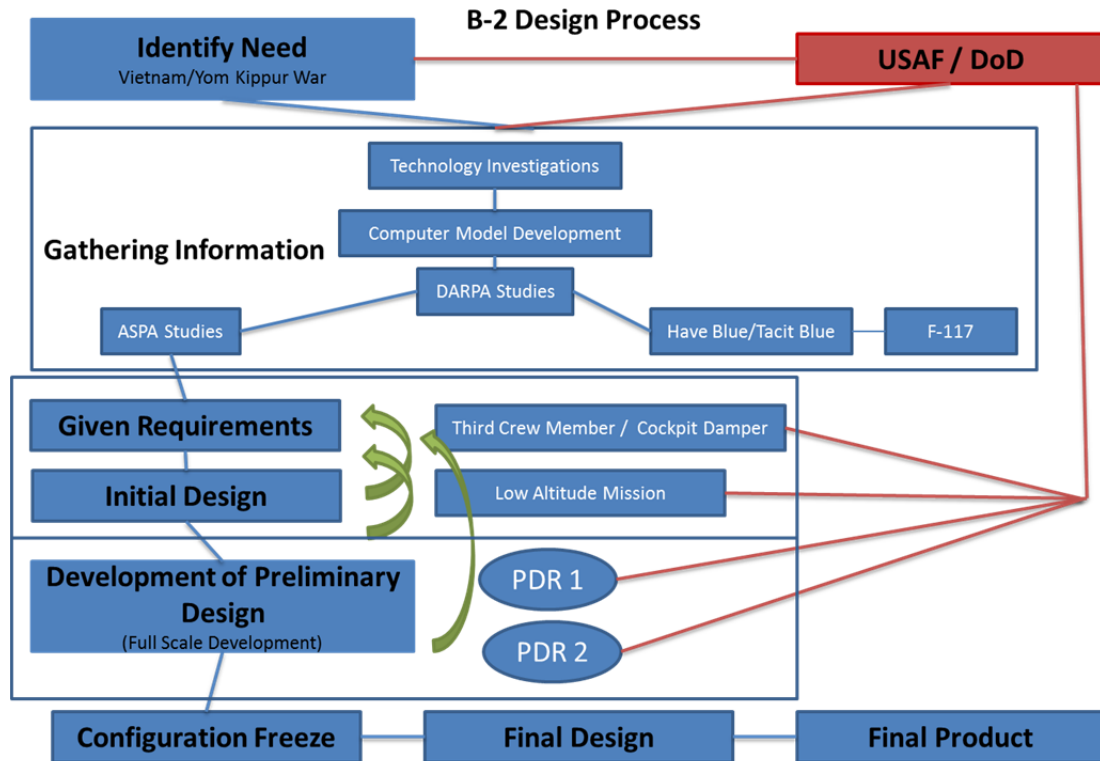 B-2 Design Process
Identify Need
Vietnam/Yom Kippur War
USAF / DoD
Technology Investigations
Computer Model Development
Gathering Information
DARPA Studies
ASPA Studies
Have Blue/Tacit Blue
F-117
Given Requirements
Third Crew Member / Cockpit Damper
Initial Design
Low Altitude Mission
Development of Preliminary
Design
(Full Scale Development)
PDR 1
PDR 2
Configuration Freeze
Final Design
Final Product